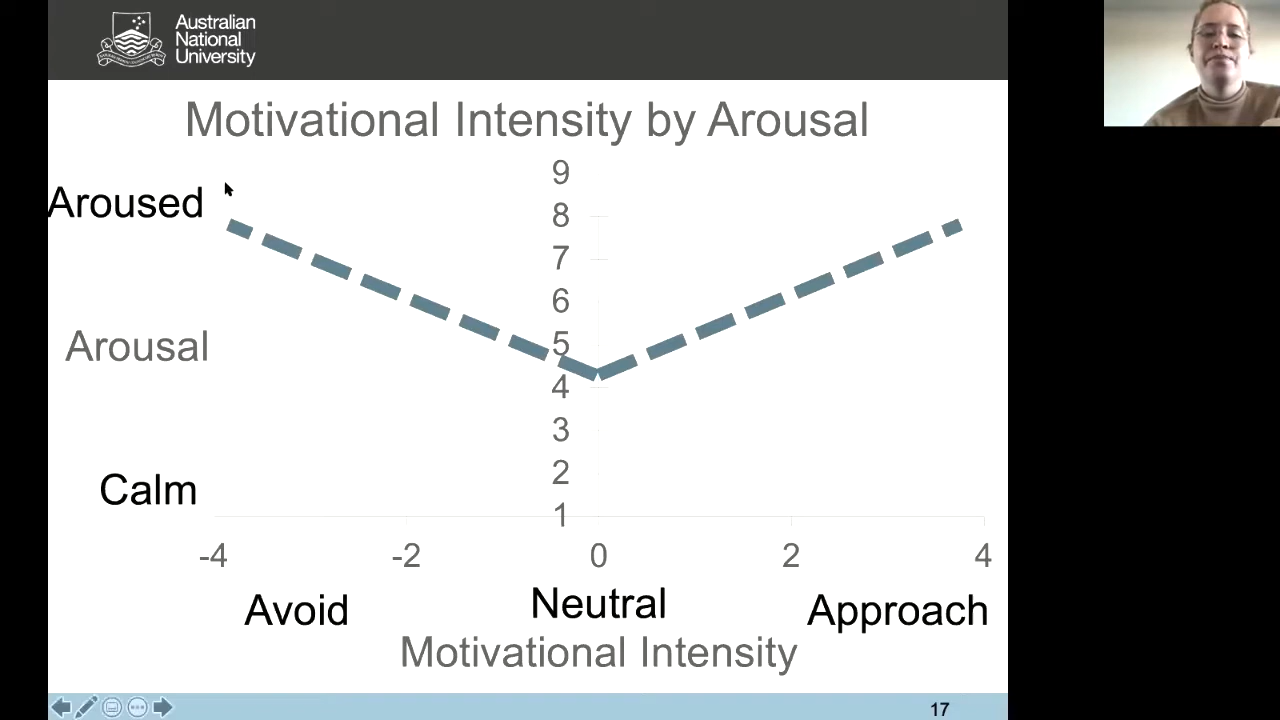 Australian
National
University
Motivational Intensity by Arousal
9
Aroused
8
7
6
5
Arousal
4
3
2
Calm
1
-4 -2 0 2 4
Avoid Neutral Approach
Motivational Intensity
17